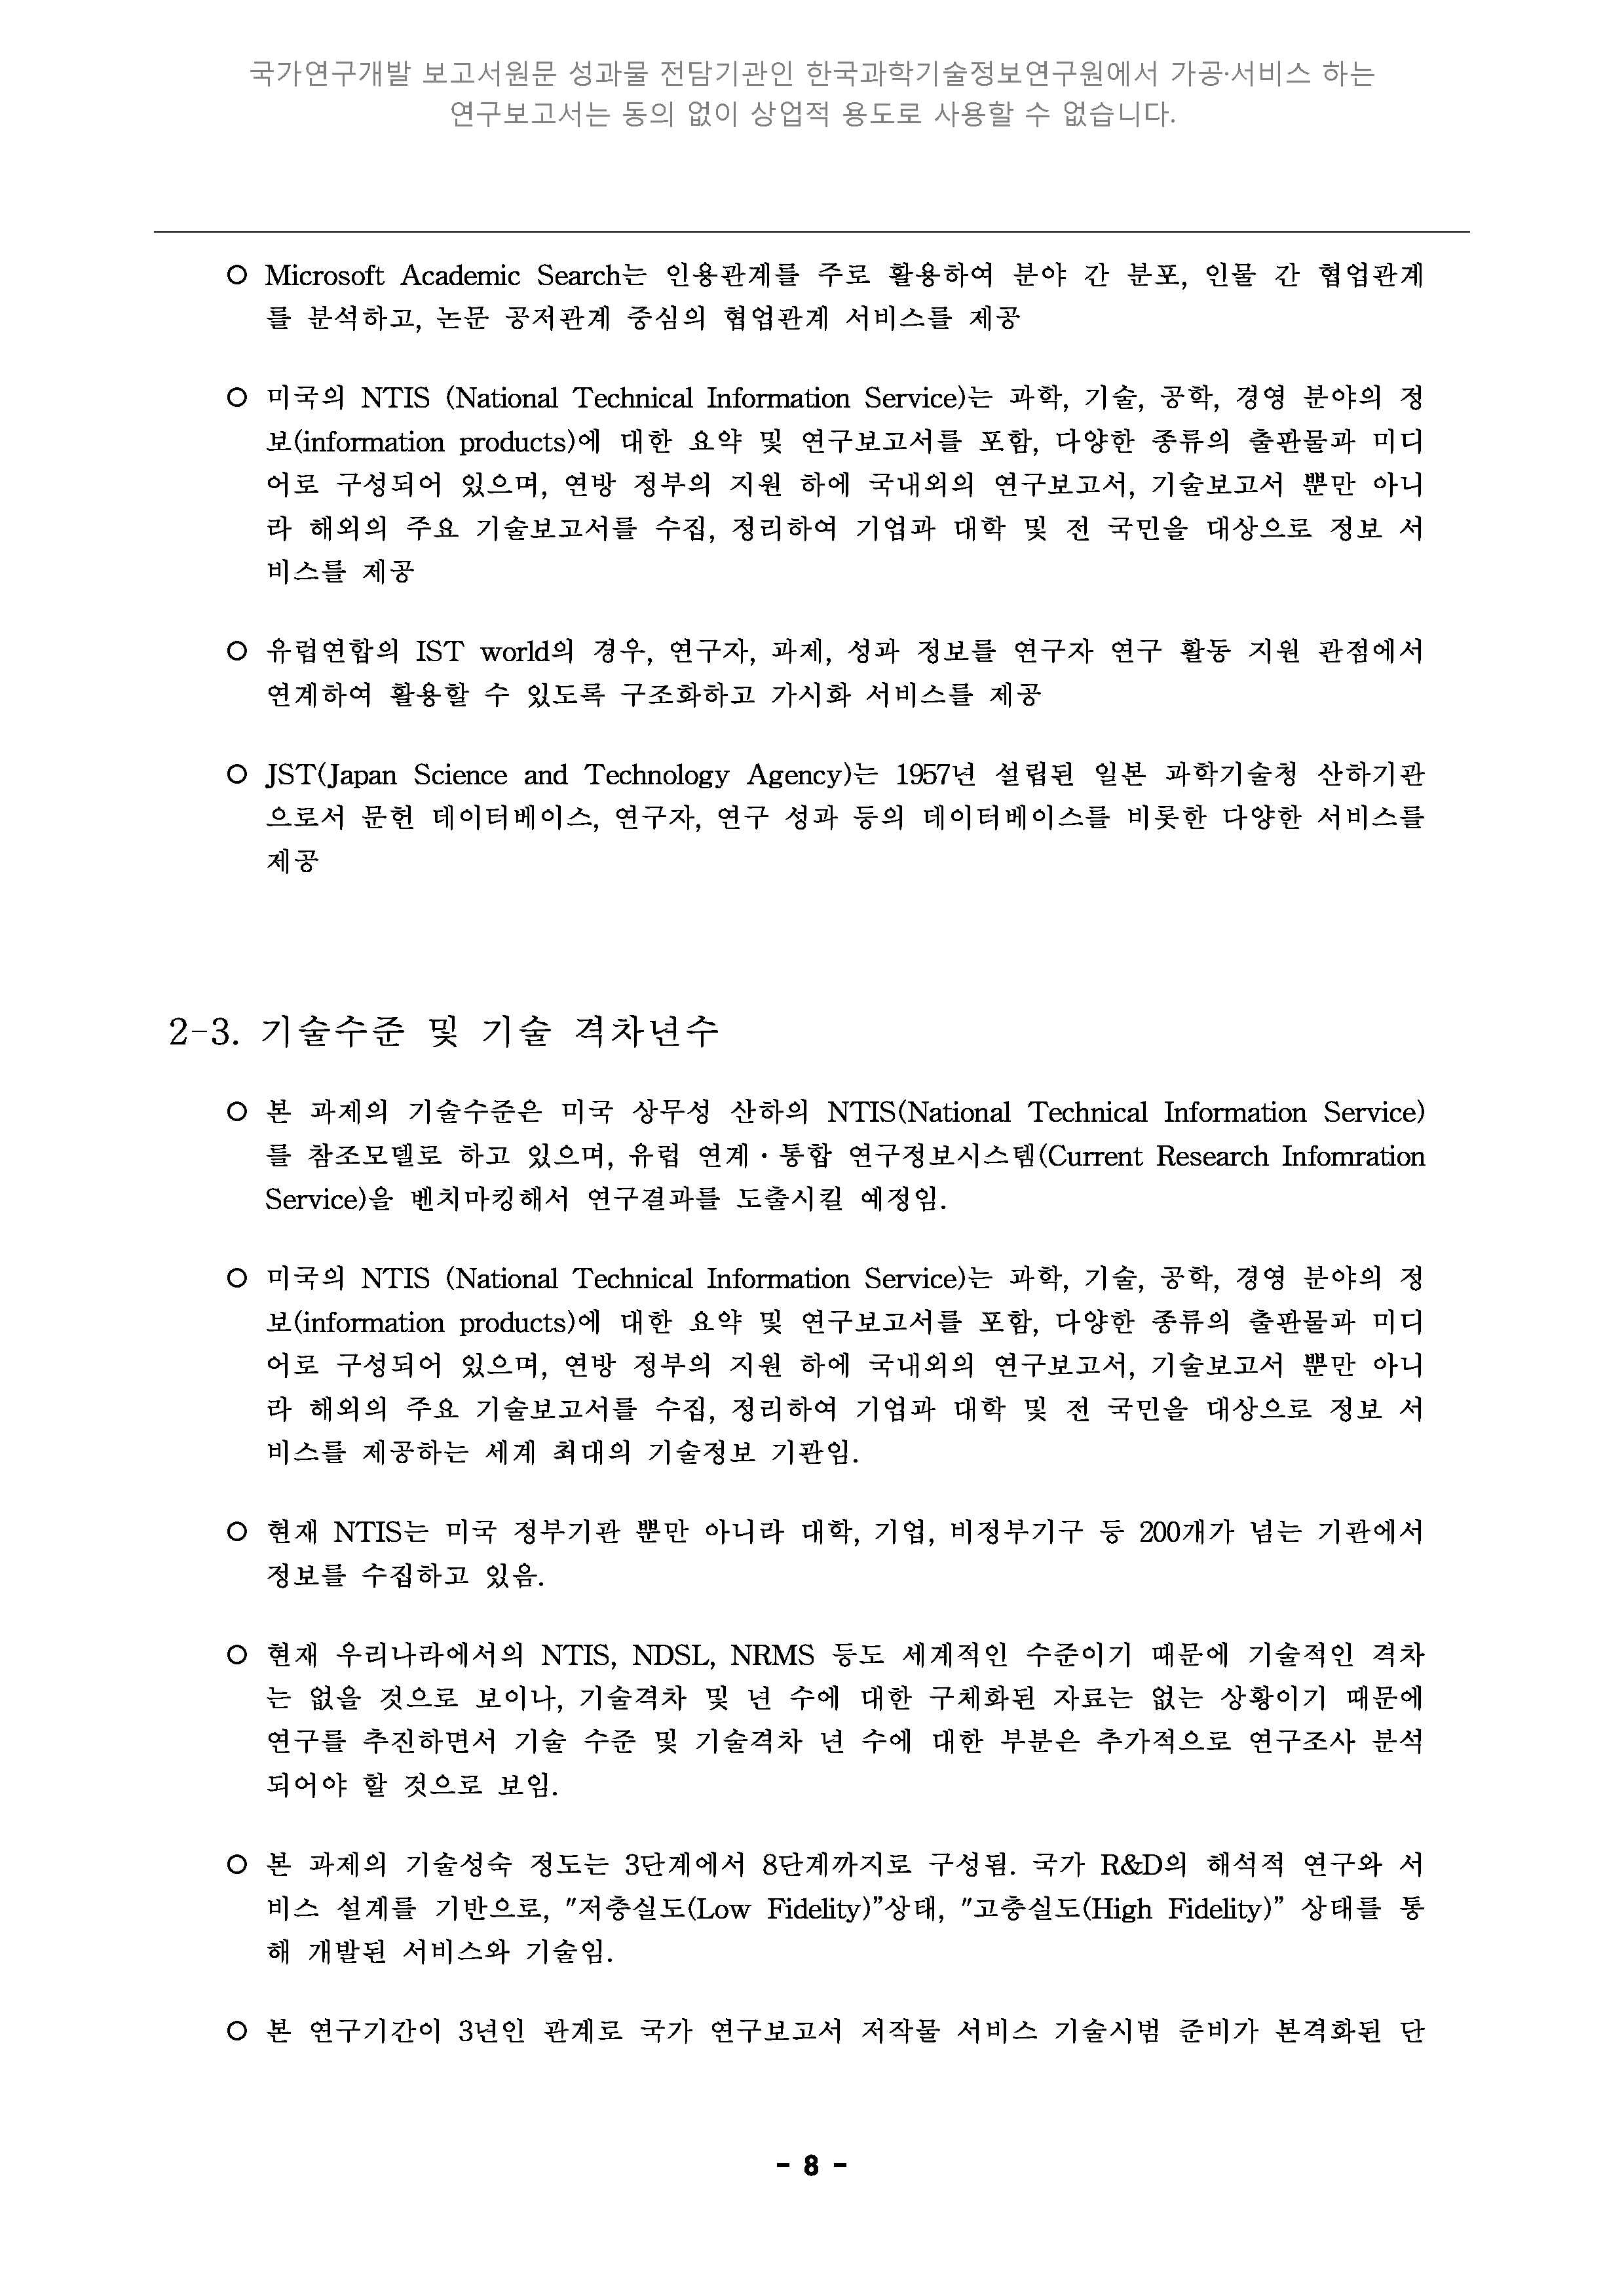 국가연구개발 보고서원문 성과물 전담기관인 한국과학기술정보연구원에서 가공·서비스 하는
연구보고서는 동의 없이 상업적 용도로 사용할 수 없습니다.
○ Microsoft Academic Search는 인용관계를 주로 활용하여 분야 간 분포, 인물 간 협업관계
를 분석하고, 논문 공저관계 중심의 협업관계 서비스를 제공
○ 미국의 NTIS (National Technical Information Service)는 과학, 기술, 공학, 경영 분야의 정
보(information products)에 대한 요약 및 연구보고서를 포함, 다양한 종류의 출판물과 미디
어로 구성되어 있으며, 연방 정부의 지원 하에 국내외의 연구보고서, 기술보고서 뿐만 아니
라 해외의 주요 기술보고서를 수집, 정리하여 기업과 대학 및 전 국민을 대상으로 정보 서
비스를 제공
○ 유럽연합의 IST world의 경우, 연구자, 과제, 성과 정보를 연구자 연구 활동 지원 관점에서
연계하여 활용할 수 있도록 구조화하고 가시화 서비스를 제공
○ JST(Japan Science and Technology Agency)는 1957년 설립된 일본 과학기술청 산하기관
으로서 문헌 데이터베이스, 연구자, 연구 성과 등의 데이터베이스를 비롯한 다양한 서비스를
제공
2-3. 기술수준 및 기술 격차년수
○ 본 과제의 기술수준은 미국 상무성 산하의 NTIS(National Technical Information Service)
를 참조모델로 하고 있으며, 유럽 연계·통합 연구정보시스템(Current Research Infomration
Service)을 벤치마킹해서 연구결과를 도출시킬 예정임.
○ 미국의 NTIS (National Technical Information Service)는 과학, 기술, 공학, 경영 분야의 정
보(information products)에 대한 요약 및 연구보고서를 포함, 다양한 종류의 출판물과 미디
어로 구성되어 있으며, 연방 정부의 지원 하에 국내외의 연구보고서, 기술보고서 뿐만 아니
라 해외의 주요 기술보고서를 수집, 정리하여 기업과 대학 및 전 국민을 대상으로 정보 서
비스를 제공하는 세계 최대의 기술정보 기관임.
○ 현재 NTIS는 미국 정부기관 뿐만 아니라 대학, 기업, 비정부기구 등 200개가 넘는 기관에서
정보를 수집하고 있음.
○ 현재 우리나라에서의 NTIS, NDSL, NRMS 등도 세계적인 수준이기 때문에 기술적인 격차
는 없을 것으로 보이나, 기술격차 및 년 수에 대한 구체화된 자료는 없는 상황이기 때문에
연구를 추진하면서 기술 수준 및 기술격차 년 수에 대한 부분은 추가적으로 연구조사 분석
되어야 할 것으로 보임.
○ 본 과제의 기술성숙 정도는 3단계에서 8단계까지로 구성됨. 국가 R&D의 해석적 연구와 서
비스 설계를 기반으로, "저충실도(Low Fidelity)”상태, "고충실도(High Fidelity)” 상태를 통
해 개발된 서비스와 기술임.
○ 본 연구기간이 3년인 관계로 국가 연구보고서 저작물 서비스 기술시범 준비가 본격화된 단
- 8 -